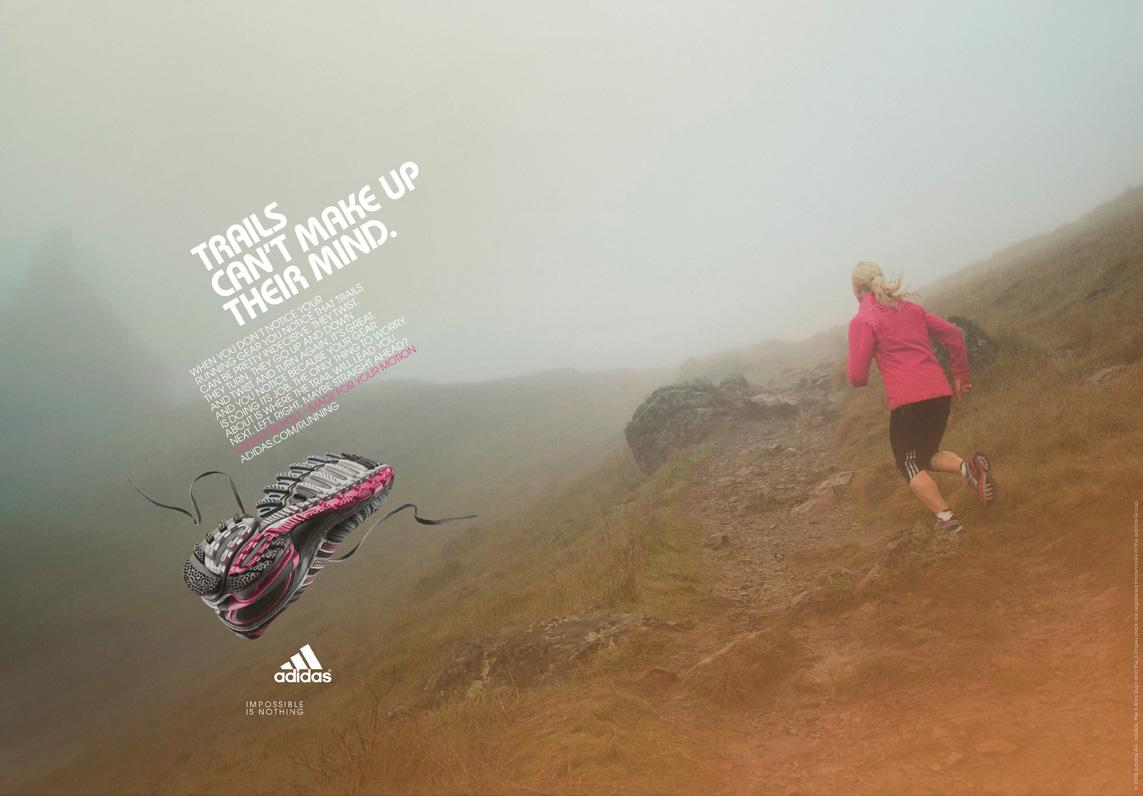 TRAILS
CAN'T MAKE UP
THEIR MIND.
WHEN YOU DON'T NOTICE YOUR
RUNNING GEAR, YOU NOTICE THAT TRAILS
CAN BE PRETTY INDECISIVE. THEY TWIST.
THEY TURN. THEY GO UP AND DOWN
AND TWIST AND TURN AGAIN. IT'S GREAT.
AND YOU NOTICE BECAUSE YOUR GEAR
IS DOING ITS JOB. THE ONLY THING TO WORRY
ABOUT IS WHERE THE TRAIL WILL LEAD YOU
NEXT. LEFT, RIGHT, MAYBE STRAIGHT AHEAD?
MADE FOR YOUR MOTION.
ADIDAS.COM/RUNNING
adidas
IMPOSSIBLE
IS NOTHING